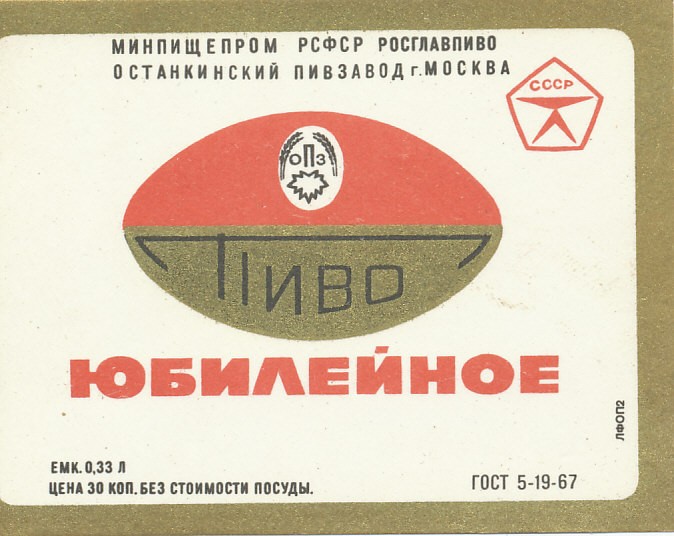 МИНПИЩЕПРОМ РСФСР РОСГЛАВПИВО
ОСТАНКИНСКИЙ ПИВЗАВОД г. МОСКВА
СССР
ОПЗ
ПИВО
ЮБИЛЕЙНОЕ
ЛФОП2
ЕМК. 0,33 Л
ЦЕНА 30 КОП. БЕЗ СТОИМОСТИ ПОСУДЫ.
ГОСТ 5-19-67